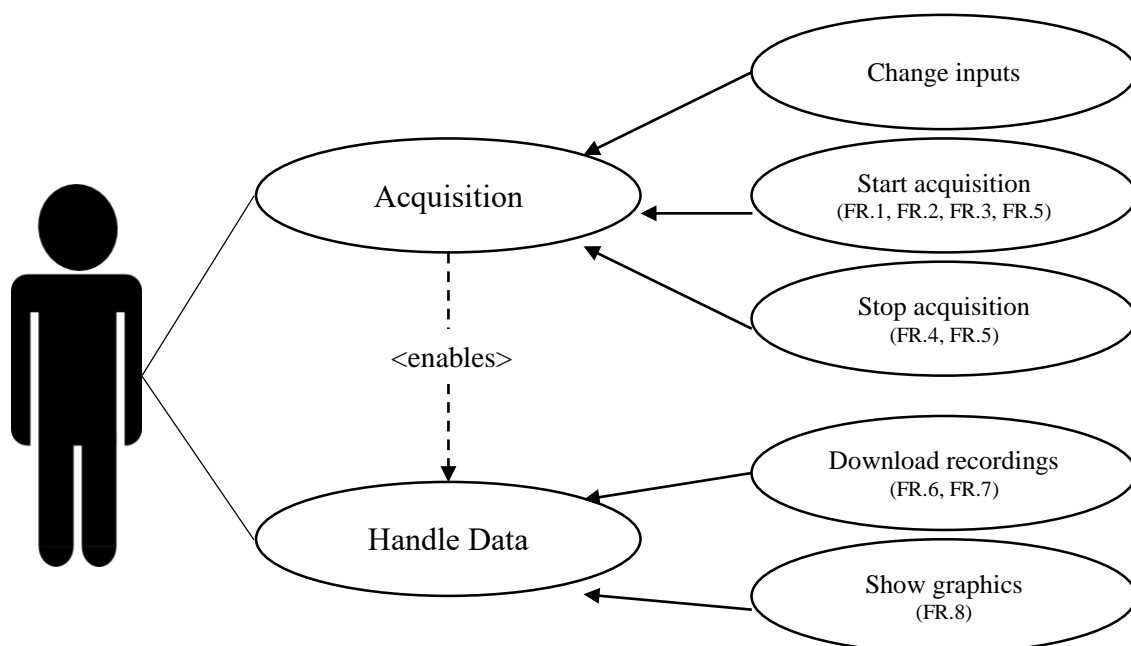 Change inputs
Acquisition
Start acquisition
(FR.1, FR.2, FR.3, FR.5)
Stop acquisition
(FR.4, FR.5)
<enables>
Download recordings
(FR.6, FR.7)
Handle Data
Show graphics
(FR.8)